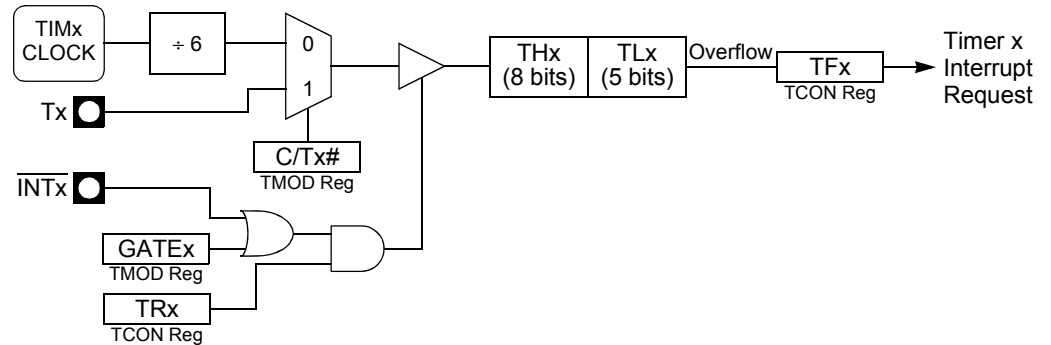 TIMx
CLOCK
÷ 6
0
1
Tx
C/Tx#
TMOD Reg
THx
(8 bits)
TLx
(5 bits)
Overflow
TFx
TCON Reg
Timer x
Interrupt
Request
INTx
GATEx
TMOD Reg
TRx
TCON Reg